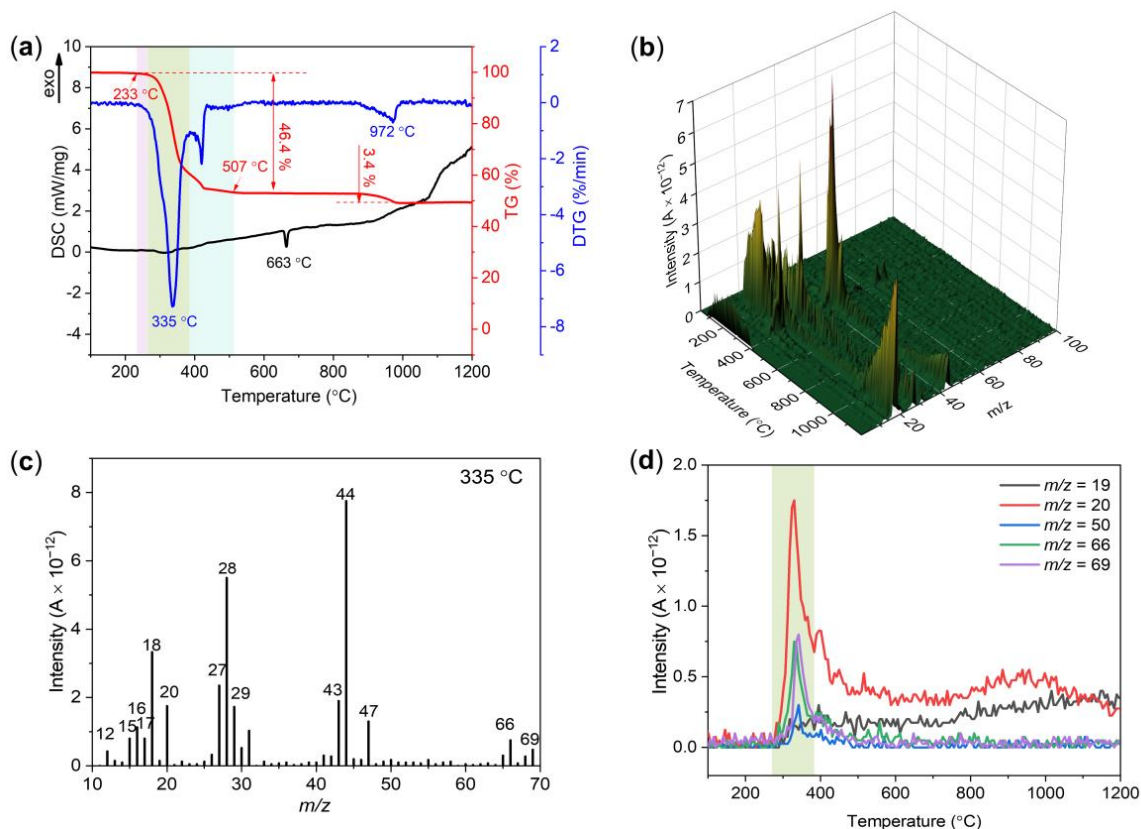 (a)
exo
DSC (mW/mg)
10
8
6
4
2
0
-2
-4
233 °C
46.4 %
507 °C
3.4 %
972 °C
663 °C
335 °C
100
80
60
40
20
0
TG (%)
2
0
-2
-4
-6
-8
DTG (%/min)
200 400 600 800 1000 1200
Temperature (°C)
(b)
Intensity (A × 10⁻¹²)
7
6
5
4
3
2
1
0
200
400
600
800
1000
Temperature (°C)
20
40
60
80
100
m/z
(c)
335 °C
Intensity (A × 10⁻¹²)
8
6
4
2
0
12
15
16
17
18
20
27
28
29
43
44
47
66
69
10 20 30 40 50 60 70
m/z
(d)
Intensity (A × 10⁻¹²)
2.0
1.5
1.0
0.5
0.0
m/z = 19
m/z = 20
m/z = 50
m/z = 66
m/z = 69
200 400 600 800 1000 1200
Temperature (°C)